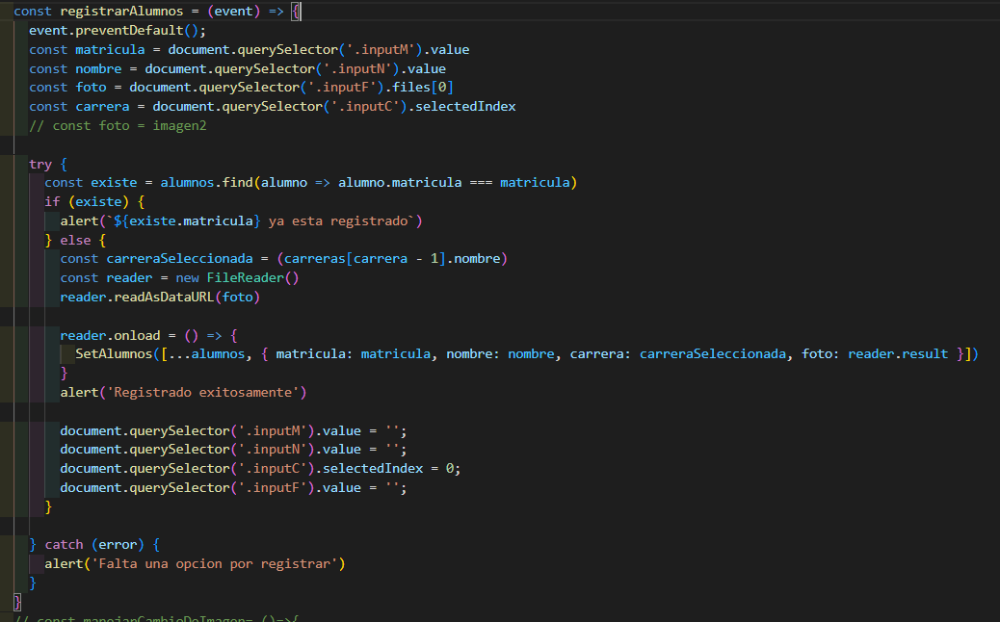 const registrarAlumnos = (event) => {
event.preventDefault();
const matricula = document.querySelector('.inputM').value
const nombre = document.querySelector('.inputN').value
const foto = document.querySelector('.inputF').files[0]
const carrera = document.querySelector('.inputC').selectedIndex
// const foto = imagen2
try {
const existe = alumnos.find(alumno => alumno.matricula === matricula)
if (existe) {
alert(`${existe.matricula} ya esta registrado`)
} else {
const carreraSeleccionada = (carreras[carrera - 1].nombre)
const reader = new FileReader()
reader.readAsDataURL(foto)
reader.onload = () => {
SetAlumnos([...alumnos, { matricula: matricula, nombre: nombre, carrera: carreraSeleccionada, foto: reader.result }])
}
alert('Registrado exitosamente')
document.querySelector('.inputM').value = '';
document.querySelector('.inputN').value = '';
document.querySelector('.inputC').selectedIndex = 0;
document.querySelector('.inputF').value = '';
}
} catch (error) {
alert('Falta una opcion por registrar')
}
}
// const manejarCambioDeImagen= ()=>{